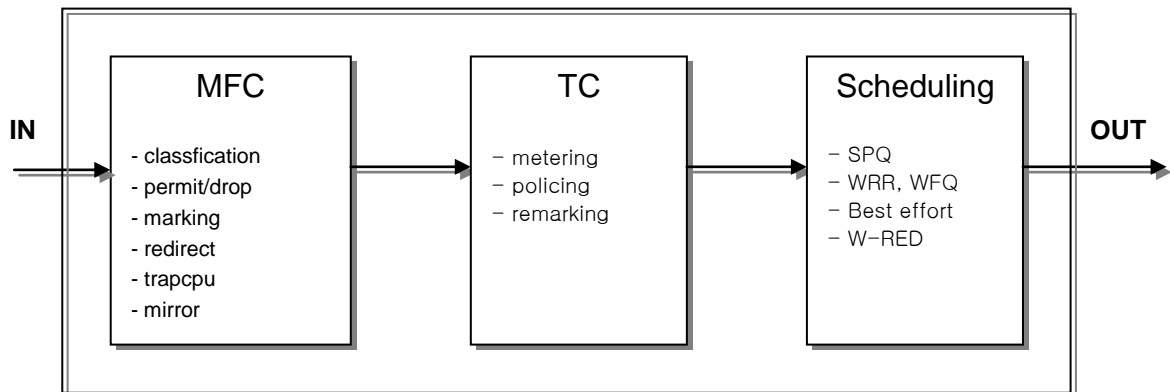 IN
MFC
- classfication
- permit/drop
- marking
- redirect
- trapcpu
- mirror
TC
- metering
- policing
- remarking
Scheduling
- SPQ
- WRR, WFQ
- Best effort
- W-RED
OUT